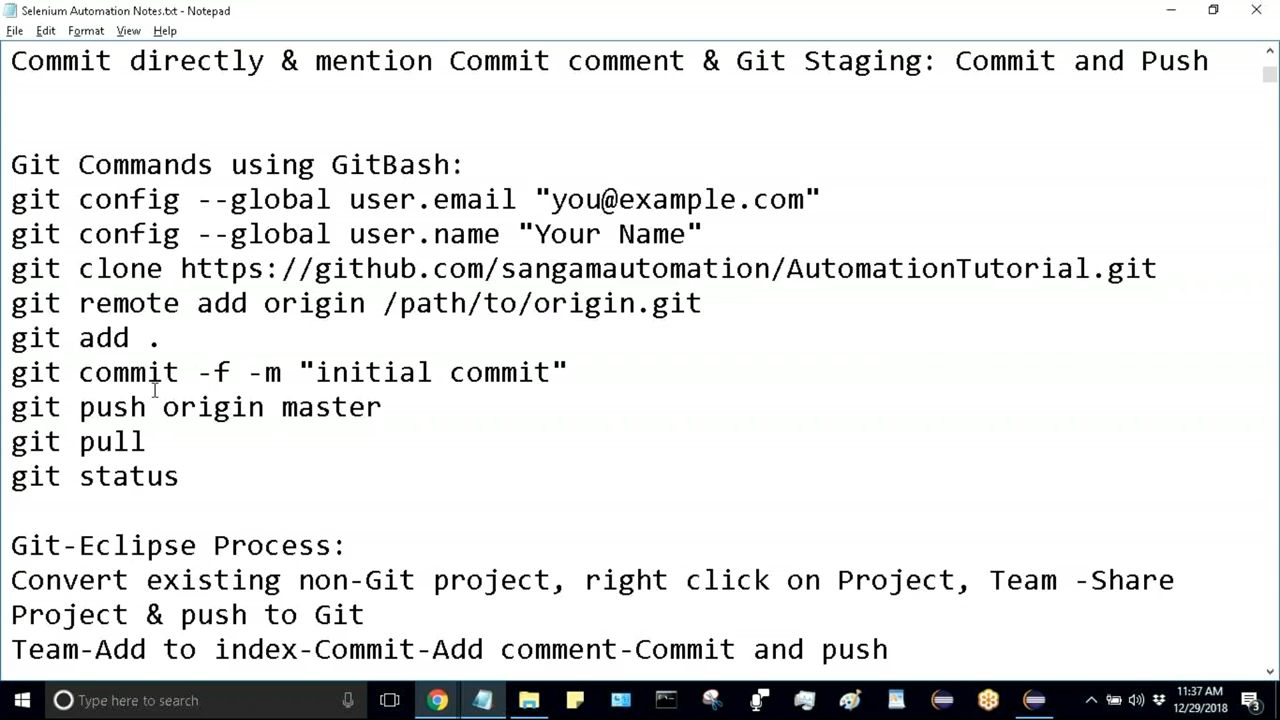 Selenium Automation Notes.txt - Notepad
File Edit Format View Help
Commit directly & mention Commit comment & Git Staging: Commit and Push
Git Commands using GitBash:
git config --global user.email "you@example.com"
git config --global user.name "Your Name"
git clone https://github.com/sangamautomation/AutomationTutorial.git
git remote add origin /path/to/origin.git
git add .
git commit -f -m "initial commit"
git push origin master
git pull
git status
Git-Eclipse Process:
Convert existing non-Git project, right click on Project, Team -Share
Project & push to Git
Team-Add to index-Commit-Add comment-Commit and push
Type here to search
11:37 AM
12/29/2018
3